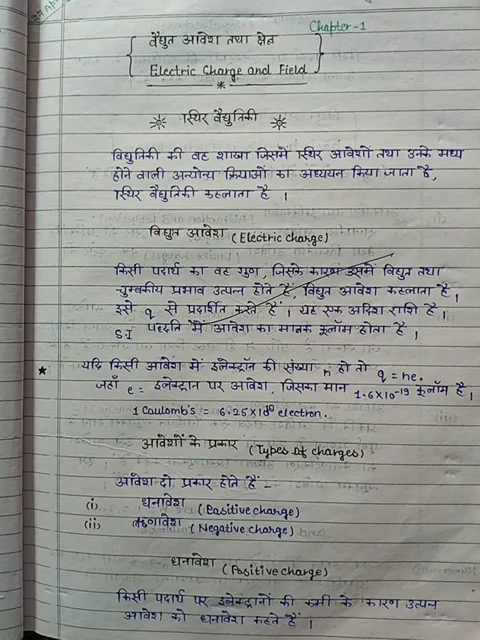 Chapter-1
वैद्युत आवेश तथा क्षेत्र
Electric Charge and Field
स्थिर वैद्युतिकी
विद्युतिकी की वह शाखा जिसमें स्थिर आवेशों तथा उनके मध्य
होने वाली अन्योन्य क्रियाओं का अध्ययन किया जाता है,
स्थिर वैद्युतिकी कहलाता है ।
विद्युत आवेश (Electric charge)
किसी पदार्थ का वह गुण, जिसके कारण इसमें विद्युत तथा
चुम्बकीय प्रभाव उत्पन्न होते हैं, विद्युत आवेश कहलाता है ।
इसे q से प्रदर्शित करते हैं । यह एक अदिश राशि है ।
S.I पद्दति में आवेश का मानक कूलॉम होता है ।
★ यदि किसी आवेश में इलेक्ट्रॉन की संख्या n हो तो q = ne.
जहाँ e = इलेक्ट्रान पर आवेश, जिसका मान 1.6×10⁻¹⁹ कूलॉम है ।
1 Coulomb's = 6.25×10 electron.
आवेशों के प्रकार (Types of charges)
आवेश दो प्रकार होते हैं -
(i) धनावेश (Positive charge)
(ii) ऋणावेश (Negative charge)
धनावेश (Positive charge)
किसी पदार्थ पर इलेक्ट्रानों की कमी के कारण उत्पन्न
आवेश को धनावेश कहते हैं ।